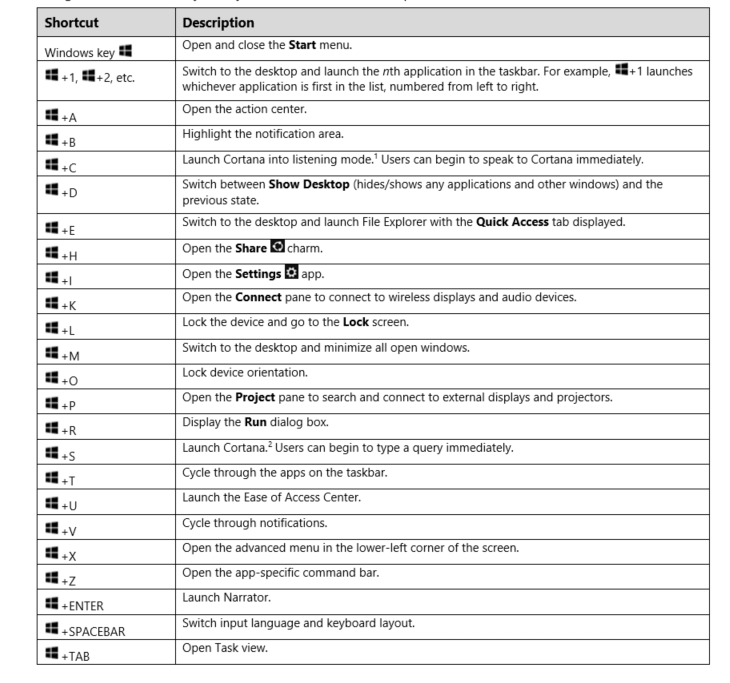 Shortcut Description
Windows key Open and close the Start menu.
+1, +2, etc. Switch to the desktop and launch the nth application in the taskbar. For example, +1 launches
whichever application is first in the list, numbered from left to right.
+A Open the action center.
+B Highlight the notification area.
+C Launch Cortana into listening mode.1 Users can begin to speak to Cortana immediately.
+D Switch between Show Desktop (hides/shows any applications and other windows) and the
previous state.
+E Switch to the desktop and launch File Explorer with the Quick Access tab displayed.
+H Open the Share charm.
+I Open the Settings app.
+K Open the Connect pane to connect to wireless displays and audio devices.
+L Lock the device and go to the Lock screen.
+M Switch to the desktop and minimize all open windows.
+O Lock device orientation.
+P Open the Project pane to search and connect to external displays and projectors.
+R Display the Run dialog box.
+S Launch Cortana.2 Users can begin to type a query immediately.
+T Cycle through the apps on the taskbar.
+U Launch the Ease of Access Center.
+V Cycle through notifications.
+X Open the advanced menu in the lower-left corner of the screen.
+Z Open the app-specific command bar.
+ENTER Launch Narrator.
+SPACEBAR Switch input language and keyboard layout.
+TAB Open Task view.